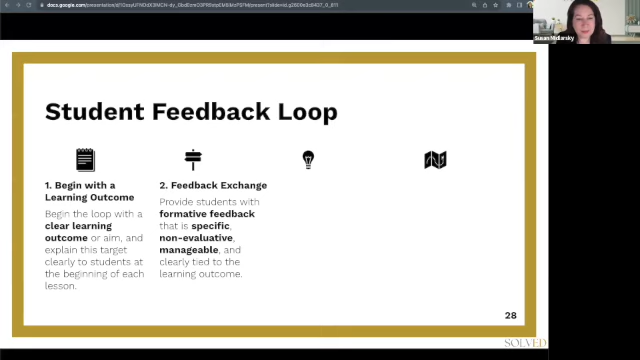 Susan Midlarsky
Student Feedback Loop
1. Begin with a
Learning Outcome
Begin the loop with a
clear learning
outcome or aim, and
explain this target
clearly to students at
the beginning of each
lesson.
2. Feedback Exchange
Provide students with
formative feedback
that is specific,
non-evaluative,
manageable, and
clearly tied to the
learning outcome.
28
SOLVED